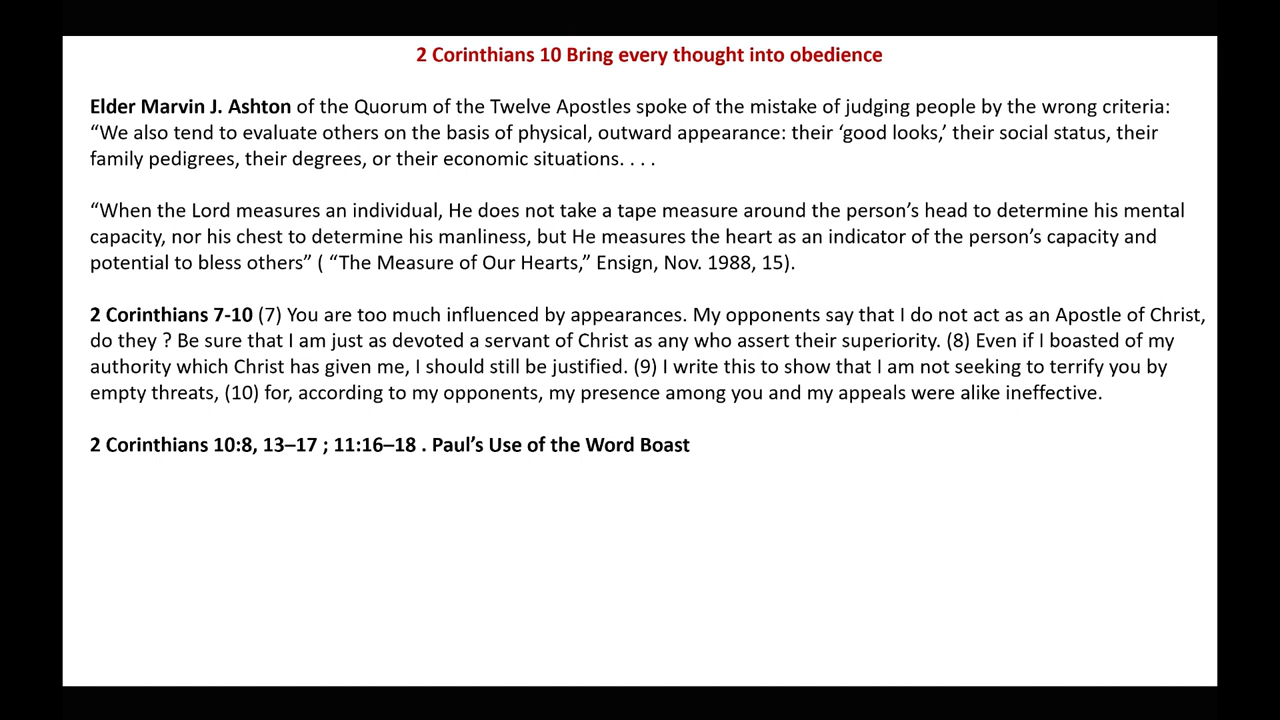 2 Corinthians 10 Bring every thought into obedience
Elder Marvin J. Ashton of the Quorum of the Twelve Apostles spoke of the mistake of judging people by the wrong criteria:
“We also tend to evaluate others on the basis of physical, outward appearance: their ‘good looks,’ their social status, their
family pedigrees, their degrees, or their economic situations. . . .
“When the Lord measures an individual, He does not take a tape measure around the person’s head to determine his mental
capacity, nor his chest to determine his manliness, but He measures the heart as an indicator of the person’s capacity and
potential to bless others” ( “The Measure of Our Hearts,” Ensign, Nov. 1988, 15).
2 Corinthians 7-10 (7) You are too much influenced by appearances. My opponents say that I do not act as an Apostle of Christ,
do they ? Be sure that I am just as devoted a servant of Christ as any who assert their superiority. (8) Even if I boasted of my
authority which Christ has given me, I should still be justified. (9) I write this to show that I am not seeking to terrify you by
empty threats, (10) for, according to my opponents, my presence among you and my appeals were alike ineffective.
2 Corinthians 10:8, 13–17 ; 11:16–18 . Paul’s Use of the Word Boast